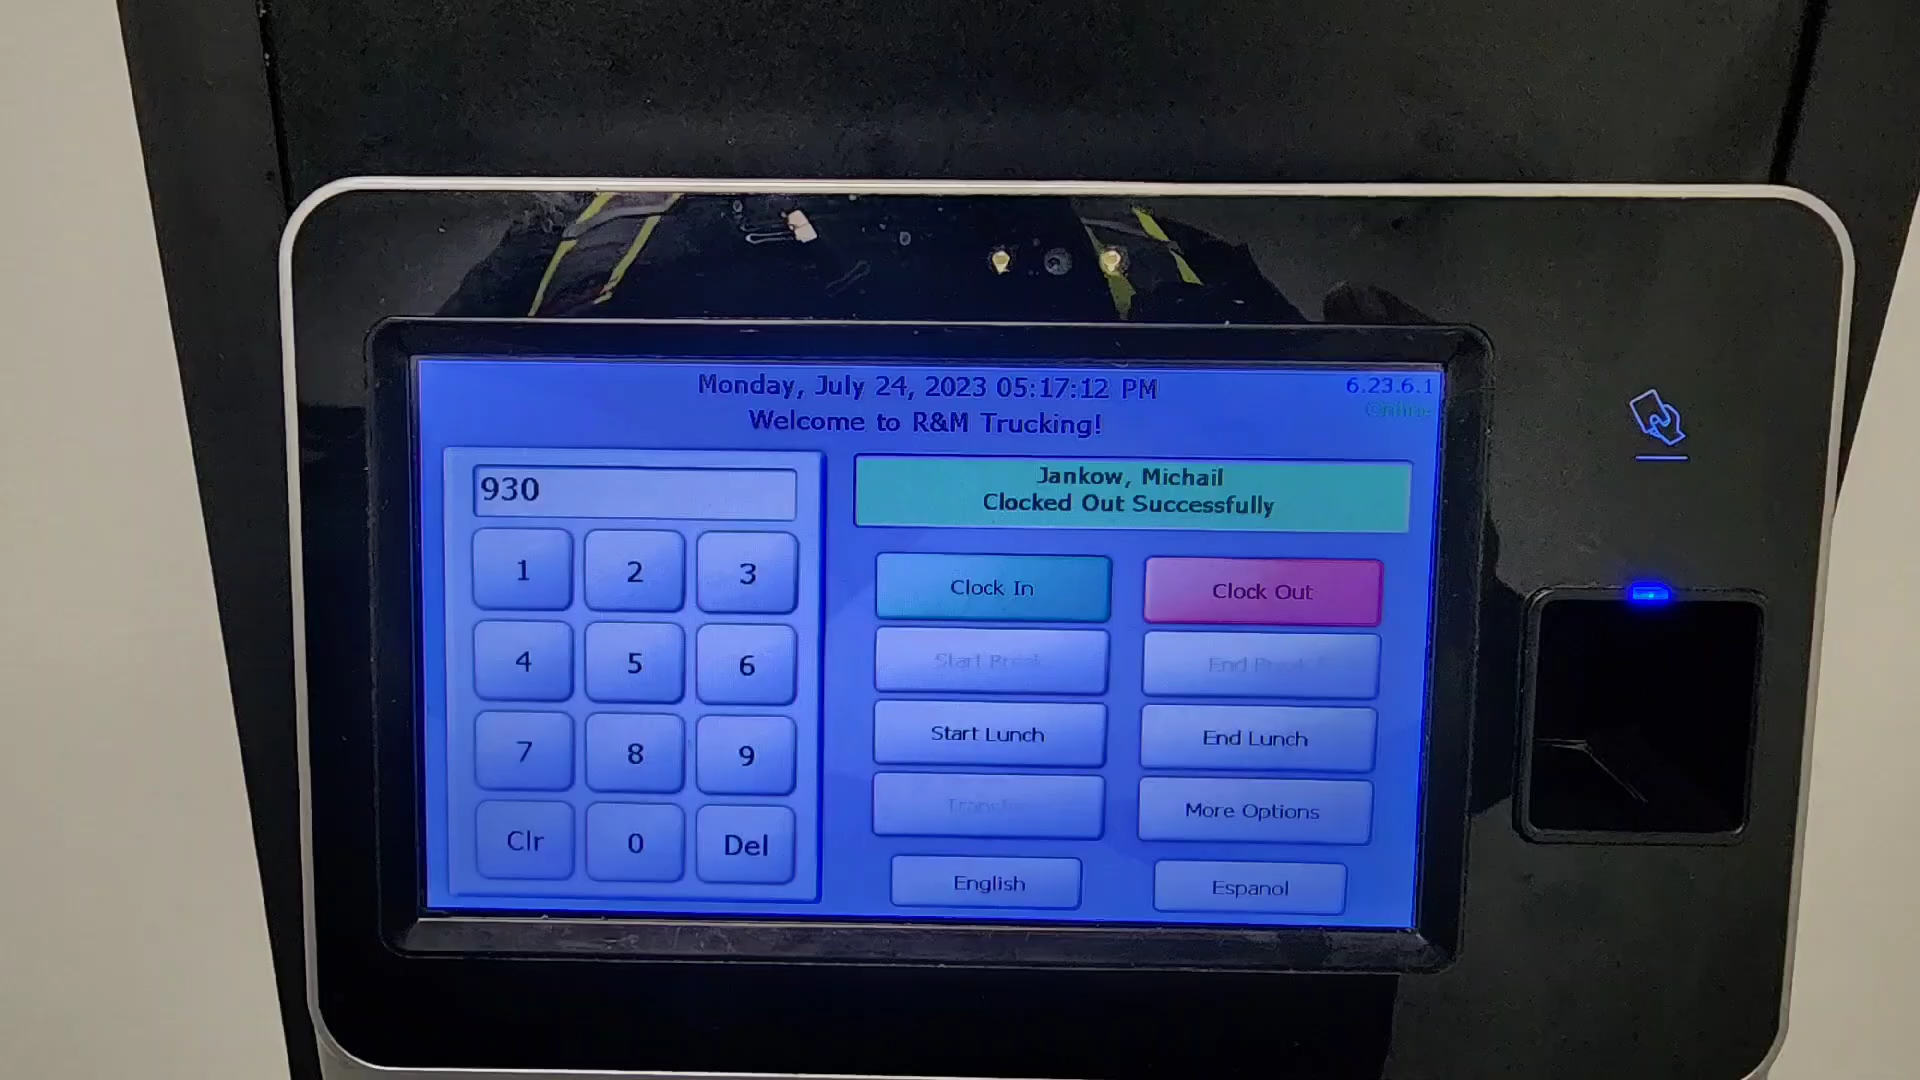 Monday, July 24, 2023 05:17:12 PM
6.23.6.1
Online
Welcome to R&M Trucking!
930
Jankow, Michail
Clocked Out Successfully
1 2 3
4 5 6
7 8 9
Clr 0 Del
Clock In
Clock Out
Start Break
End Break
Start Lunch
End Lunch
Transfer
More Options
English
Espanol